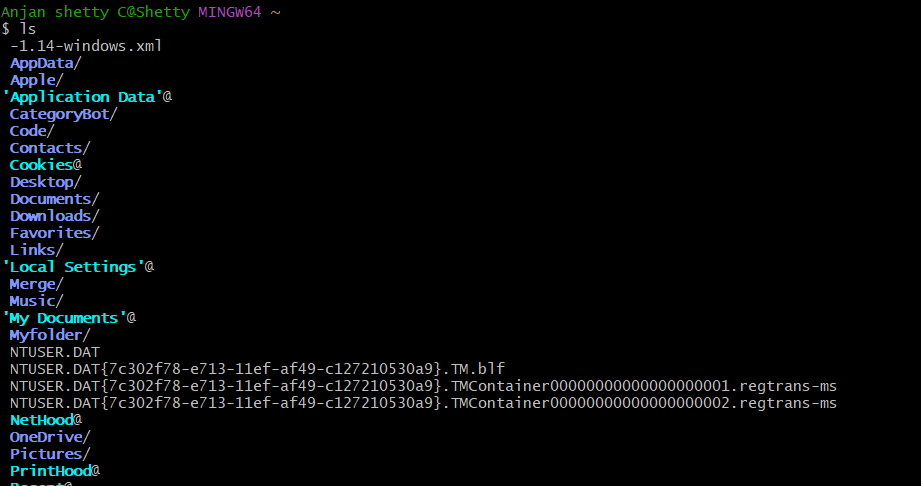 Anjan shetty C@Shetty MINGW64 ~
$ ls
-1.14-windows.xml
AppData/
Apple/
'Application Data'@
CategoryBot/
Code/
Contacts/
Cookies@
Desktop/
Documents/
Downloads/
Favorites/
Links/
'Local Settings'@
Merge/
Music/
'My Documents'@
Myfolder/
NTUSER.DAT
NTUSER.DAT{7c302f78-e713-11ef-af49-c127210530a9}.TM.blf
NTUSER.DAT{7c302f78-e713-11ef-af49-c127210530a9}.TMContainer00000000000000000001.regtrans-ms
NTUSER.DAT{7c302f78-e713-11ef-af49-c127210530a9}.TMContainer00000000000000000002.regtrans-ms
NetHood@
OneDrive/
Pictures/
PrintHood@